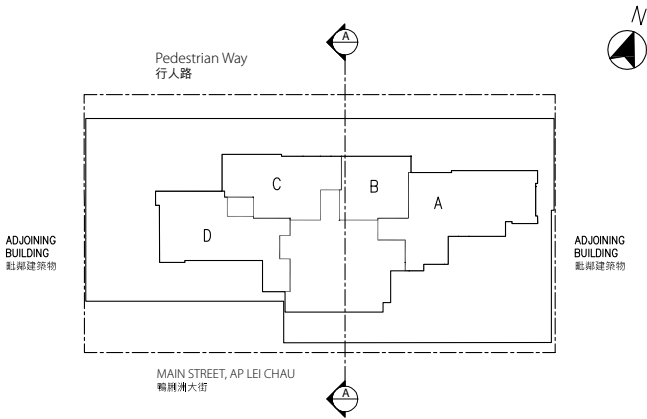 N
A
Pedestrian Way
行人路
C
B
A
D
ADJOINING
BUILDING
毗鄰建築物
ADJOINING
BUILDING
毗鄰建築物
MAIN STREET, AP LEI CHAU
鴨脷洲大街
A